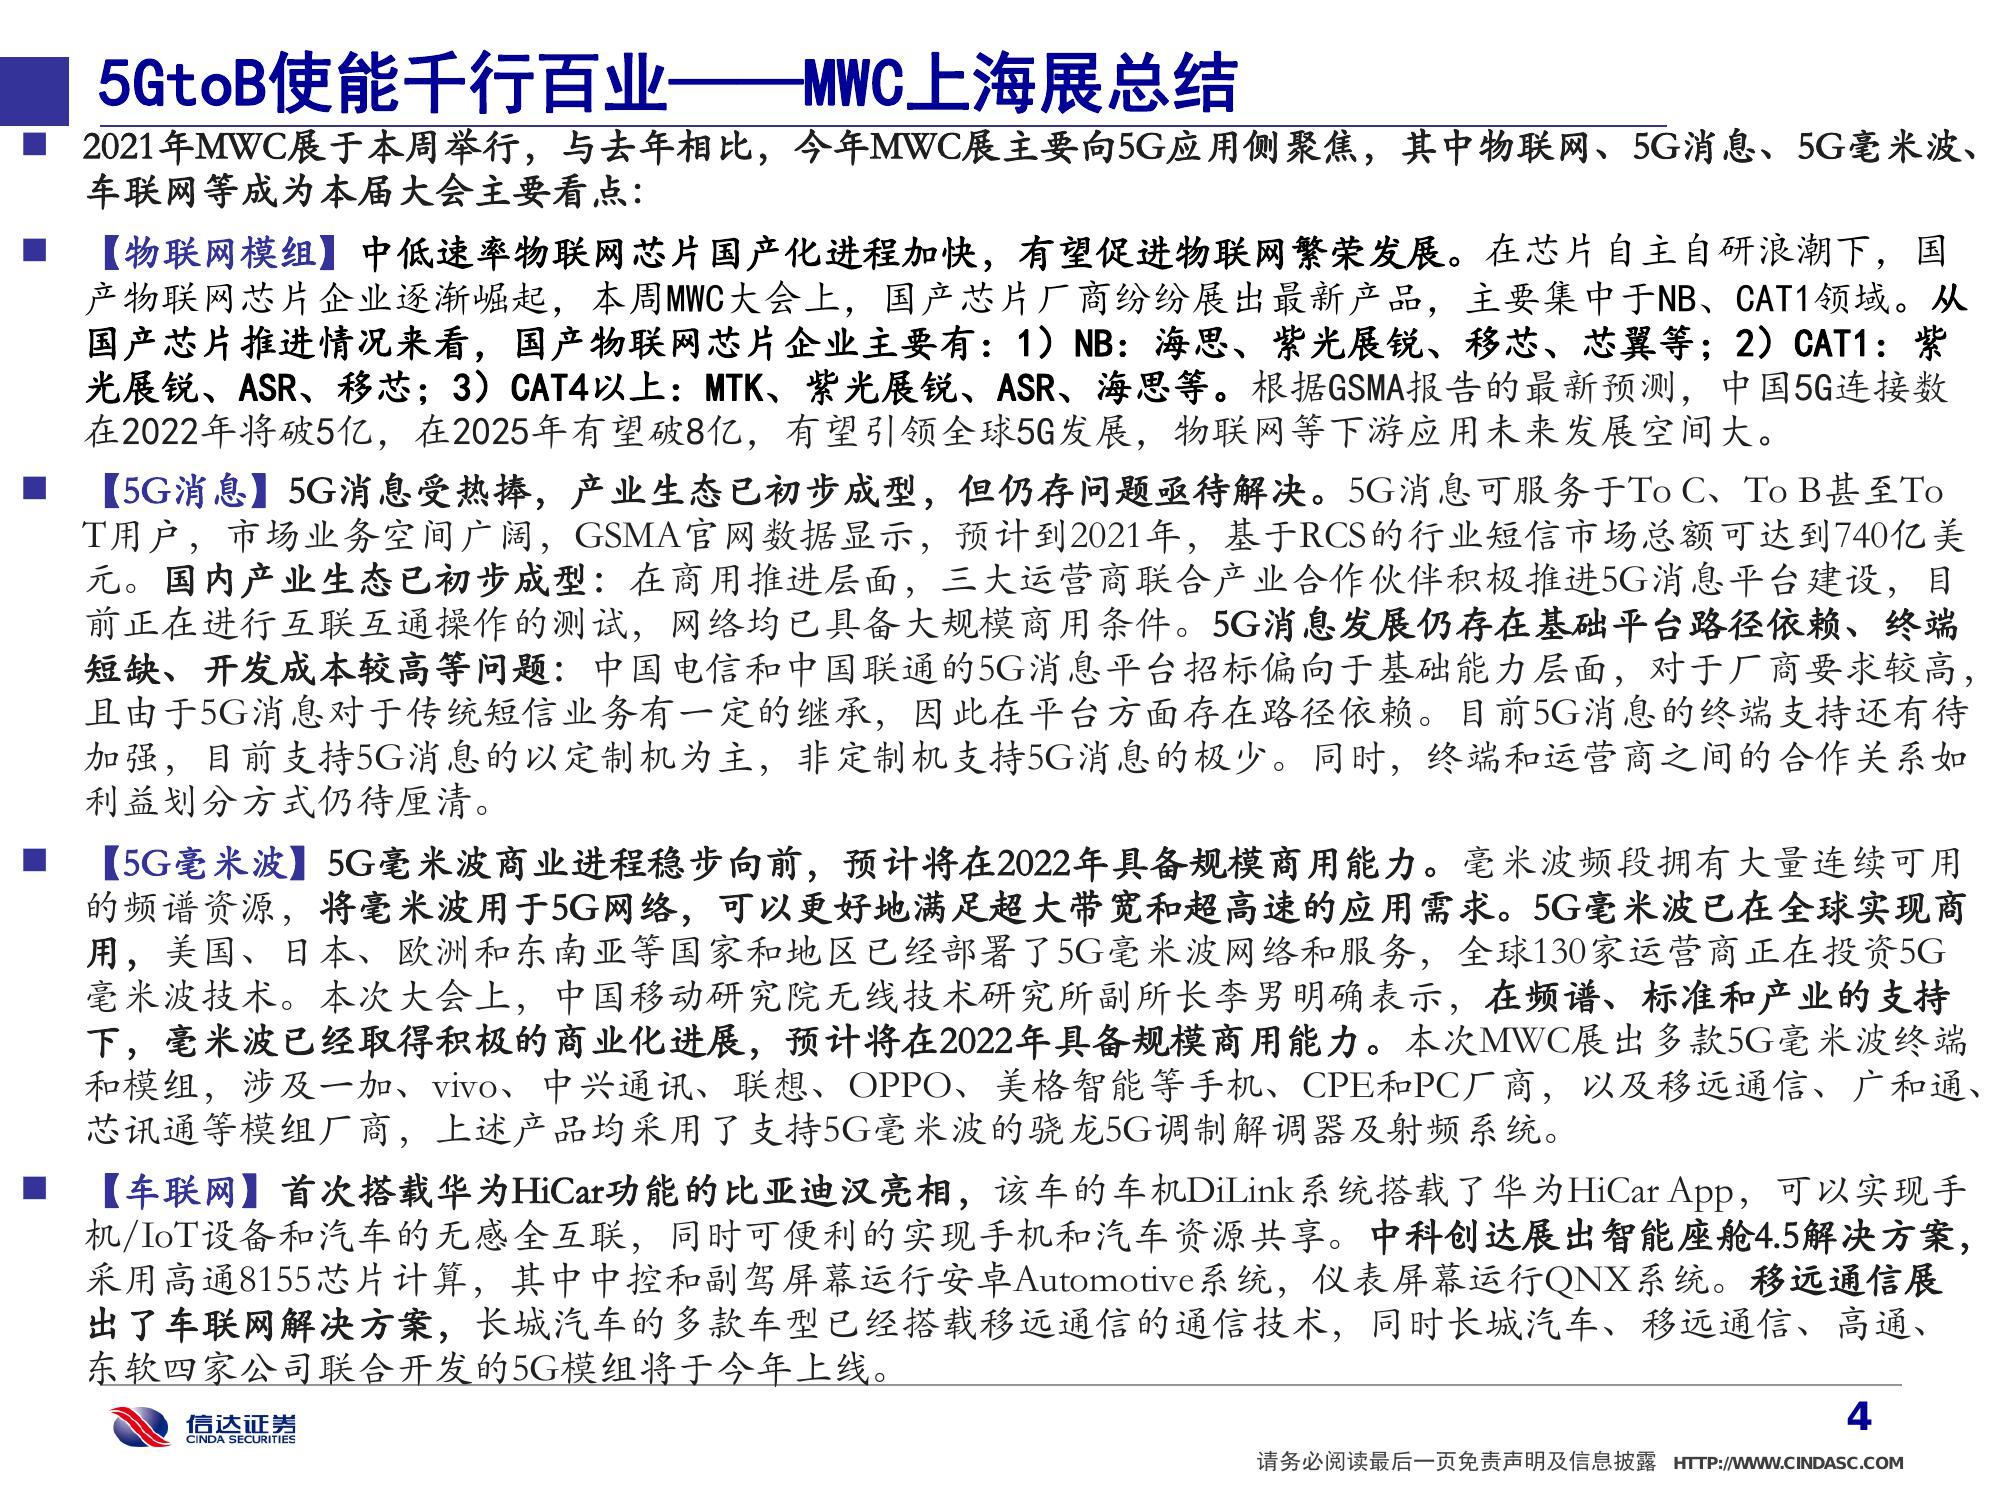 5GtoB使能千行百业——MWC上海展总结
2021年MWC展于本周举行，与去年相比，今年MWC展主要向5G应用侧聚焦，其中物联网、5G消息、5G毫米波、
车联网等成为本届大会主要看点：
【物联网模组】中低速率物联网芯片国产化进程加快，有望促进物联网繁荣发展。在芯片自主自研浪潮下，国
产物联网芯片企业逐渐崛起，本周MWC大会上，国产芯片厂商纷纷展出最新产品，主要集中于NB、CAT1领域。从
国产芯片推进情况来看，国产物联网芯片企业主要有：1）NB：海思、紫光展锐、移芯、芯翼等；2）CAT1：紫
光展锐、ASR、移芯；3）CAT4以上：MTK、紫光展锐、ASR、海思等。根据GSMA报告的最新预测，中国5G连接数
在2022年将破5亿，在2025年有望破8亿，有望引领全球5G发展，物联网等下游应用未来发展空间大。
【5G消息】5G消息受热捧，产业生态已初步成型，但仍存问题亟待解决。5G消息可服务于To C、To B甚至To
T用户，市场业务空间广阔，GSMA官网数据显示，预计到2021年，基于RCS的行业短信市场总额可达到740亿美
元。国内产业生态已初步成型：在商用推进层面，三大运营商联合产业合作伙伴积极推进5G消息平台建设，目
前正在进行互联互通操作的测试，网络均已具备大规模商用条件。5G消息发展仍存在基础平台路径依赖、终端
短缺、开发成本较高等问题：中国电信和中国联通的5G消息平台招标偏向于基础能力层面，对于厂商要求较高，
且由于5G消息对于传统短信业务有一定的继承，因此在平台方面存在路径依赖。目前5G消息的终端支持还有待
加强，目前支持5G消息的以定制机为主，非定制机支持5G消息的极少。同时，终端和运营商之间的合作关系如
利益划分方式仍待厘清。
【5G毫米波】5G毫米波商业进程稳步向前，预计将在2022年具备规模商用能力。毫米波频段拥有大量连续可用
的频谱资源，将毫米波用于5G网络，可以更好地满足超大带宽和超高速的应用需求。5G毫米波已在全球实现商
用，美国、日本、欧洲和东南亚等国家和地区已经部署了5G毫米波网络和服务，全球130家运营商正在投资5G
毫米波技术。本次大会上，中国移动研究院无线技术研究所副所长李男明确表示，在频谱、标准和产业的支持
下，毫米波已经取得积极的商业化进展，预计将在2022年具备规模商用能力。本次MWC展出多款5G毫米波终端
和模组，涉及一加、vivo、中兴通讯、联想、OPPO、美格智能等手机、CPE和PC厂商，以及移远通信、广和通、
芯讯通等模组厂商，上述产品均采用了支持5G毫米波的骁龙5G调制解调器及射频系统。
【车联网】首次搭载华为HiCar功能的比亚迪汉亮相，该车的车机DiLink系统搭载了华为HiCar App，可以实现手
机/IoT设备和汽车的无感全互联，同时可便利的实现手机和汽车资源共享。中科创达展出智能座舱4.5解决方案，
采用高通8155芯片计算，其中中控和副驾屏幕运行安卓Automotive系统，仪表屏幕运行QNX系统。移远通信展
出了车联网解决方案，长城汽车的多款车型已经搭载移远通信的通信技术，同时长城汽车、移远通信、高通、
东软四家公司联合开发的5G模组将于今年上线。
信达证券
CINDA SECURITIES
4
请务必阅读最后一页免责声明及信息披露 HTTP://WWW.CINDASC.COM